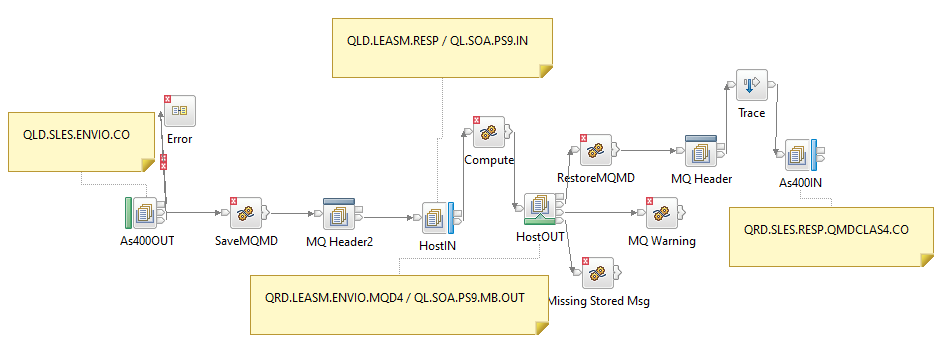 QLD.LEASM.RESP / QL.SOA.PS9.IN
Trace
QLD.SLES.ENVIO.CO
Error
Compute
RestoreMQMD
MQ Header
As400IN
As400OUT
SaveMQMD
MQ Header2
HostIN
HostOUT
MQ Warning
QRD.SLES.RESP.QMDCLAS4.CO
QRD.LEASM.ENVIO.MQD4 / QL.SOA.PS9.MB.OUT
Missing Stored Msg